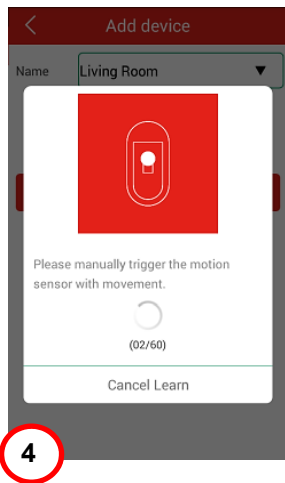 Add device
Name Living Room
Please manually trigger the motion
sensor with movement.
(02/60)
Cancel Learn
4